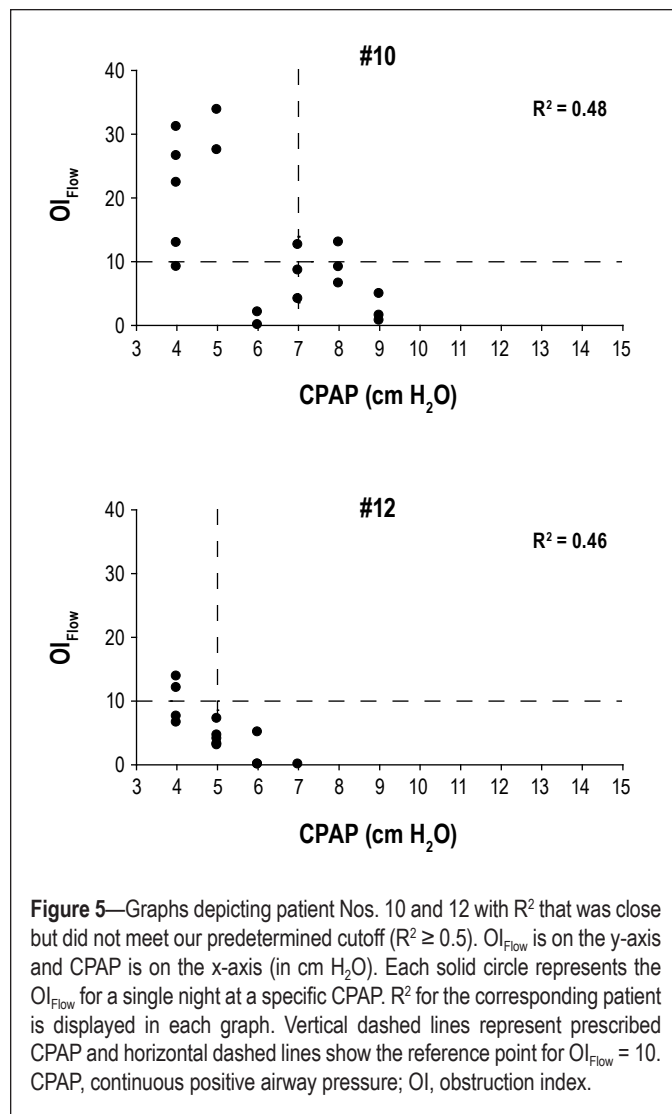 #10
R² = 0.48
40
30
20
10
0
OI_Flow
3 4 5 6 7 8 9 10 11 12 13 14 15
CPAP (cm H₂O)
#12
R² = 0.46
40
30
20
10
0
OI_Flow
3 4 5 6 7 8 9 10 11 12 13 14 15
CPAP (cm H₂O)
Figure 5—Graphs depicting patient Nos. 10 and 12 with R² that was close
but did not meet our predetermined cutoff (R² ≥ 0.5). OI_Flow is on the y-axis
and CPAP is on the x-axis (in cm H₂O). Each solid circle represents the
OI_Flow for a single night at a specific CPAP. R² for the corresponding patient
is displayed in each graph. Vertical dashed lines represent prescribed
CPAP and horizontal dashed lines show the reference point for OI_Flow = 10.
CPAP, continuous positive airway pressure; OI, obstruction index.